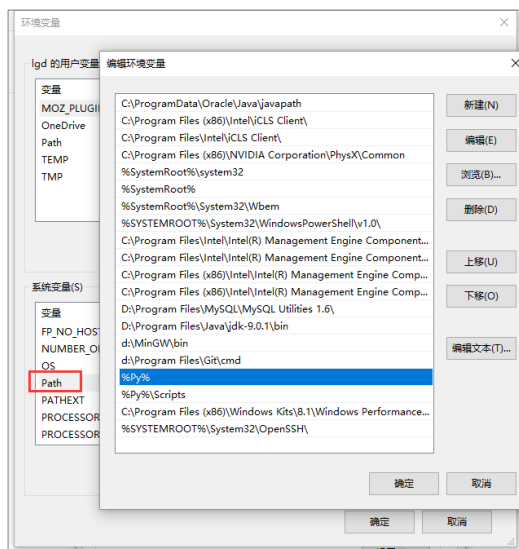 环境变量
lgd 的用户变量
变量
MOZ_PLUGI
OneDrive
Path
TEMP
TMP
系统变量(S)
变量
FP_NO_HOS
NUMBER_O
OS
Path
PATHEXT
PROCESSOR
PROCESSOR
编辑环境变量
C:\ProgramData\Oracle\Java\javapath
C:\Program Files (x86)\Intel\iCLS Client\
C:\Program Files\Intel\iCLS Client\
C:\Program Files (x86)\NVIDIA Corporation\PhysX\Common
%SystemRoot%\system32
%SystemRoot%
%SystemRoot%\System32\Wbem
%SYSTEMROOT%\System32\WindowsPowerShell\v1.0\
C:\Program Files\Intel\Intel(R) Management Engine Component...
C:\Program Files (x86)\Intel\Intel(R) Management Engine Comp...
C:\Program Files\Intel\Intel(R) Management Engine Component...
C:\Program Files (x86)\Intel\Intel(R) Management Engine Comp...
D:\Program Files\MySQL\MySQL Utilities 1.6\
D:\Program Files\Java\jdk-9.0.1\bin
d:\MinGW\bin
d:\Program Files\Git\cmd
%Py%
%Py%\Scripts
C:\Program Files (x86)\Windows Kits\8.1\Windows Performance...
%SYSTEMROOT%\System32\OpenSSH\
新建(N)
编辑(E)
浏览(B)...
删除(D)
上移(U)
下移(O)
编辑文本(T)...
确定
取消
确定
取消